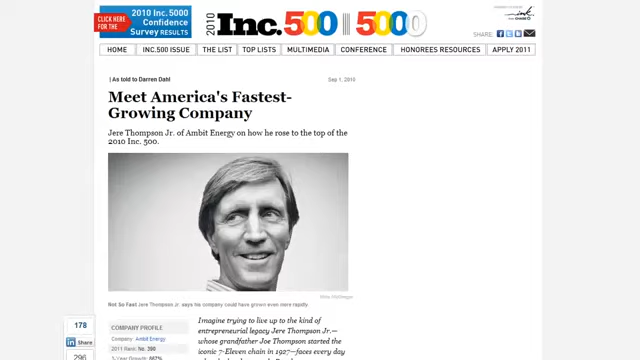 CLICK HERE
FOR THE
2010 Inc. 5000
Confidence
Survey RESULTS
2010 Inc. 500 || 5000
ink
SHARE:
HOME
INC.500 ISSUE
THE LIST
TOP LISTS
MULTIMEDIA
CONFERENCE
HONOREES RESOURCES
APPLY 2011
| As told to Darren Dahl
Sep 1, 2010
Meet America's Fastest-
Growing Company
Jere Thompson Jr. of Ambit Energy on how he rose to the top of the
2010 Inc. 500.
Not So Fast Jere Thompson Jr. says his company could have grown even more rapidly.
178
in Share
296
COMPANY PROFILE
Company: Ambit Energy
2011 Rank: No. 390
Imagine trying to live up to the kind of
entrepreneurial legacy Jere Thompson Jr.—
whose grandfather Joe Thompson started the
iconic 7-Eleven chain in 1927—faces every day